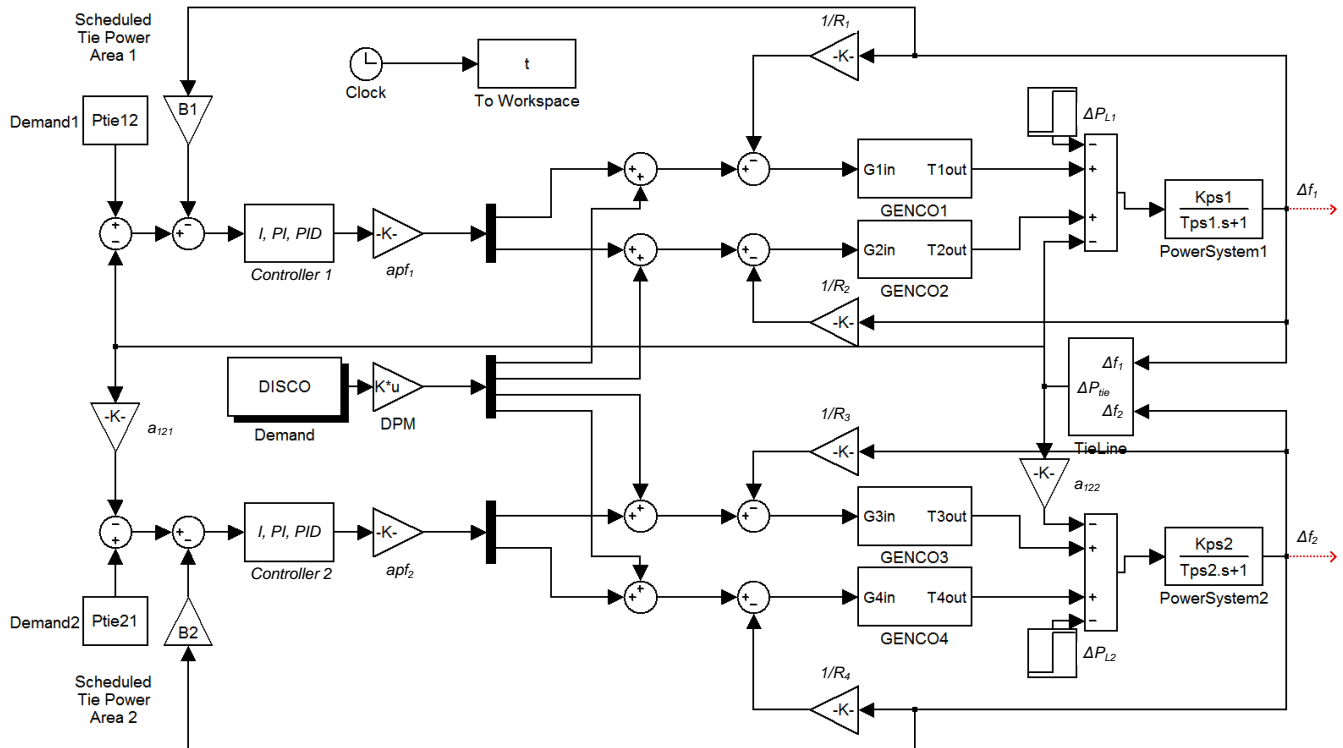 Scheduled
Tie Power
Area 1
B1
Demand1
Ptie12
Clock
t
To Workspace
1/R1
-K-
ΔPL1
G1in T1out
GENCO1
Kps1
Tps1.s+1
PowerSystem1
Δf1
I, PI, PID
Controller 1
-K-
apf1
G2in T2out
GENCO2
1/R2
-K-
DISCO
Demand
K*u
DPM
Δf1
ΔPtie
Δf2
TieLine
-K-
a121
1/R3
-K-
-K-
a122
I, PI, PID
Controller 2
-K-
apf2
G3in T3out
GENCO3
Kps2
Tps2.s+1
PowerSystem2
Δf2
Demand2
Ptie21
B2
G4in T4out
GENCO4
ΔPL2
1/R4
-K-
Scheduled
Tie Power
Area 2